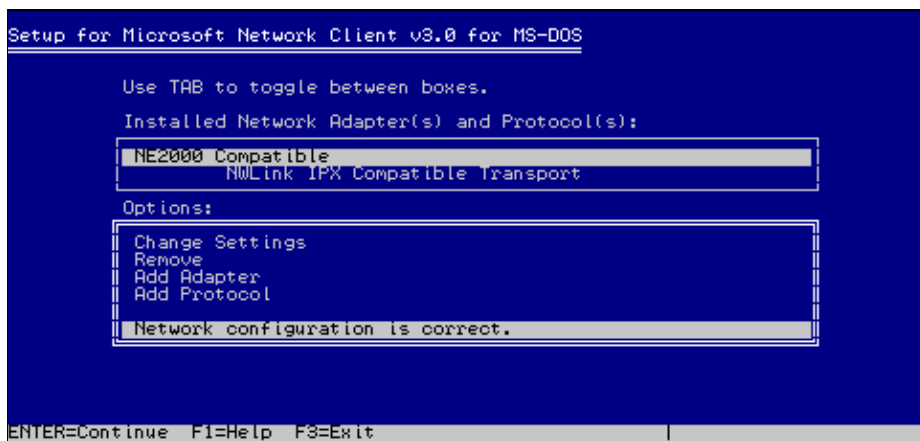 Setup for Microsoft Network Client v3.0 for MS-DOS
Use TAB to toggle between boxes.
Installed Network Adapter(s) and Protocol(s):
NE2000 Compatible
NWLink IPX Compatible Transport
Options:
Change Settings
Remove
Add Adapter
Add Protocol
Network configuration is correct.
ENTER=Continue F1=Help F3=Exit